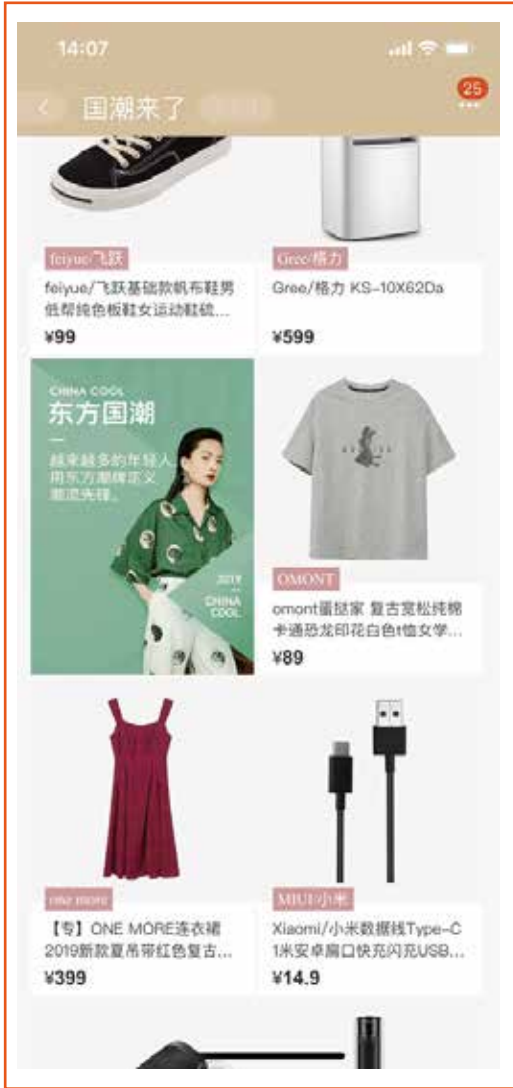 14:07
国潮来了
25
feiyue/飞跃
feiyue/飞跃基础款帆布鞋男
低帮纯色板鞋女运动鞋硫...
¥99
Gree/格力
Gree/格力 KS-10X62Da
¥599
CHINA COOL
东方国潮
越来越多的年轻人
用东方潮牌定义
潮流先锋。
2019
CHINA
COOL
OMONT
omont蛋挞家 复古宽松纯棉
卡通恐龙印花白色t恤女学...
¥89
one more
【专】ONE MORE连衣裙
2019新款夏吊带红色复古...
¥399
MIUI/小米
Xiaomi/小米数据线Type-C
1米安卓扁口快充闪充USB...
¥14.9